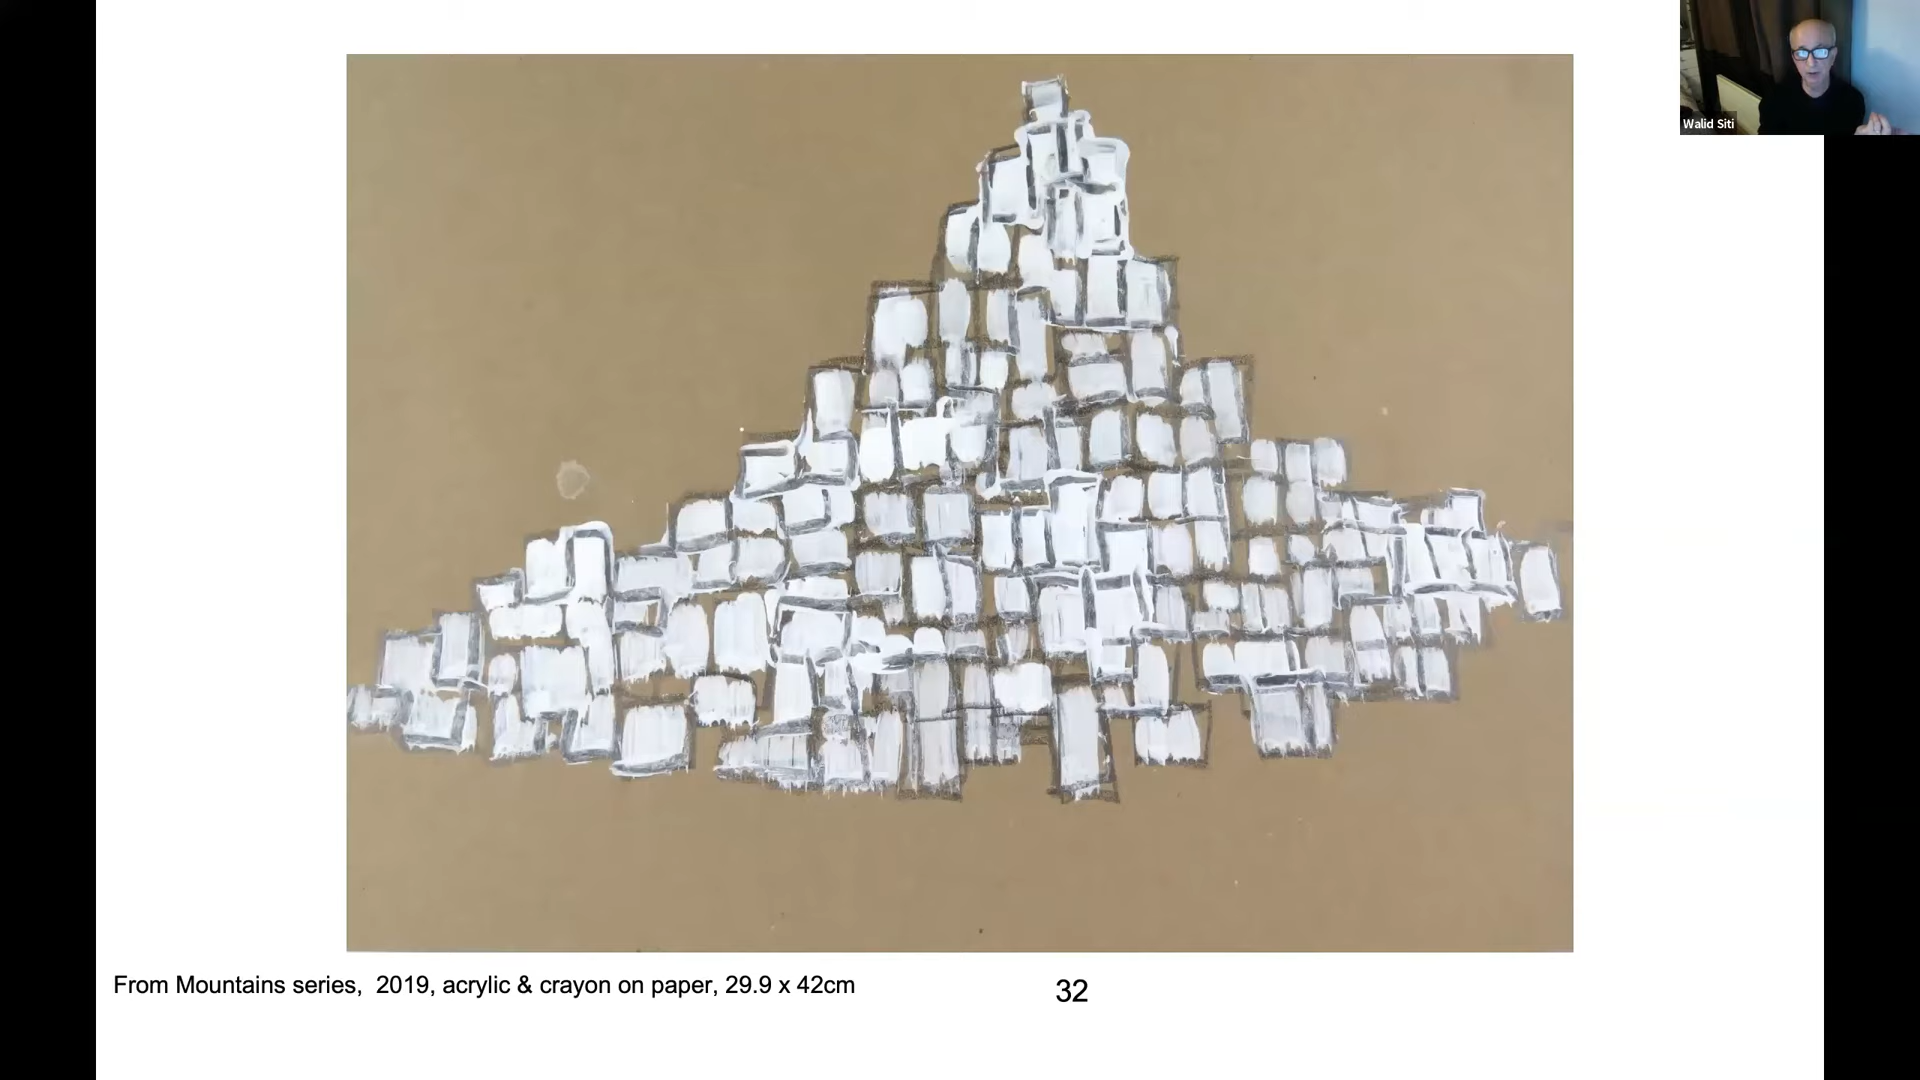 Walid Siti
From Mountains series,  2019, acrylic & crayon on paper, 29.9 x 42cm
32